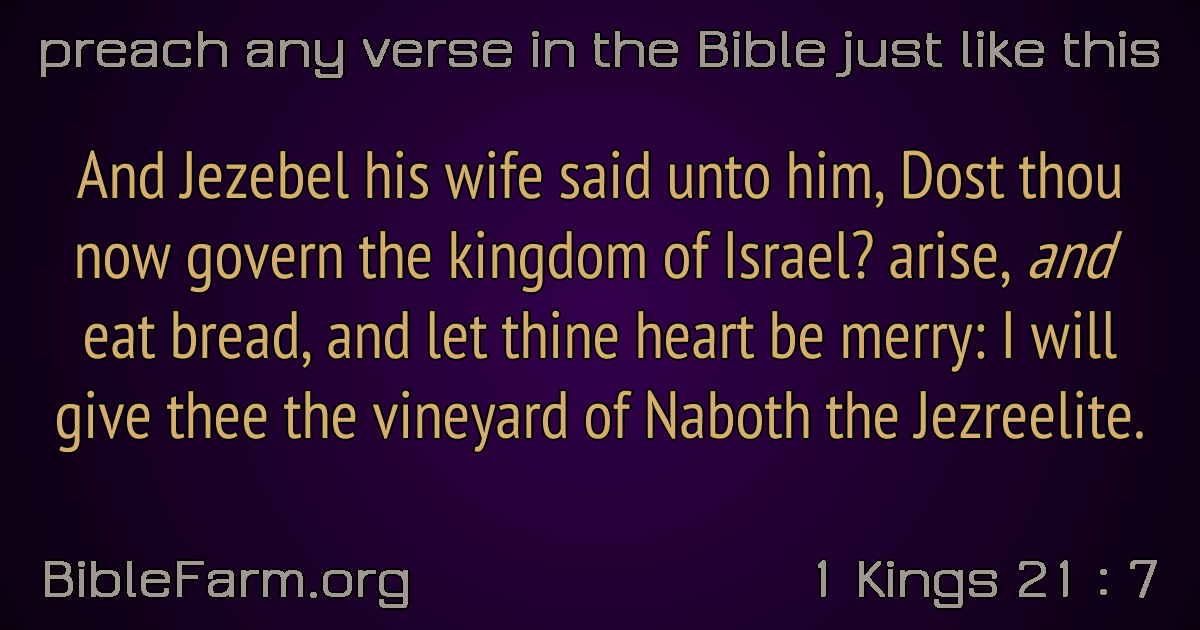 preach any verse in the Bible just like this
And Jezebel his wife said unto him, Dost thou
now govern the kingdom of Israel? arise, and
eat bread, and let thine heart be merry: I will
give thee the vineyard of Naboth the Jezreelite.
BibleFarm.org
1 Kings 21 : 7